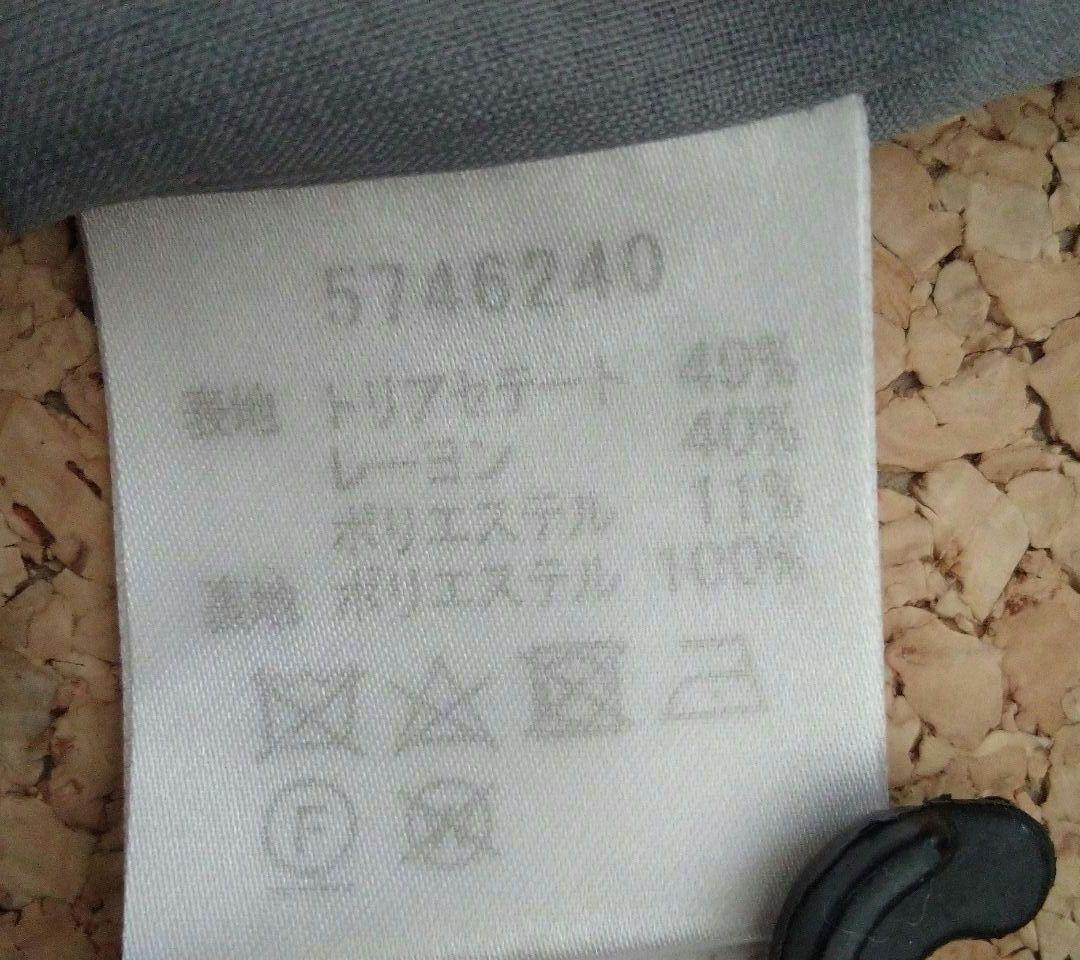 5746240
表地 トリアセテート 49%
レーヨン 40%
ポリエステル 11%
裏地 ポリエステル 100%
F